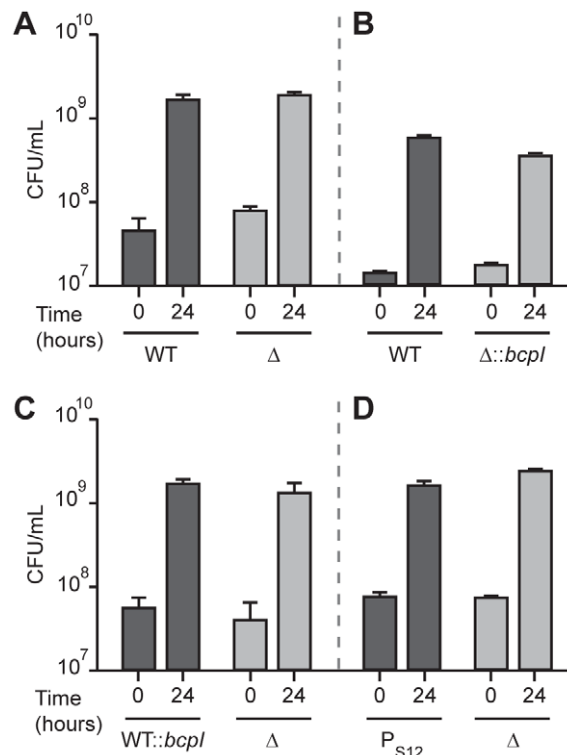 A B
CFU/mL
10^10
10^9
10^8
10^7
Time (hours)
0 24 0 24 0 24 0 24
WT Δ WT Δ::bcpI
C D
CFU/mL
10^10
10^9
10^8
10^7
Time (hours)
0 24 0 24 0 24 0 24
WT::bcpI Δ P_S12 Δ